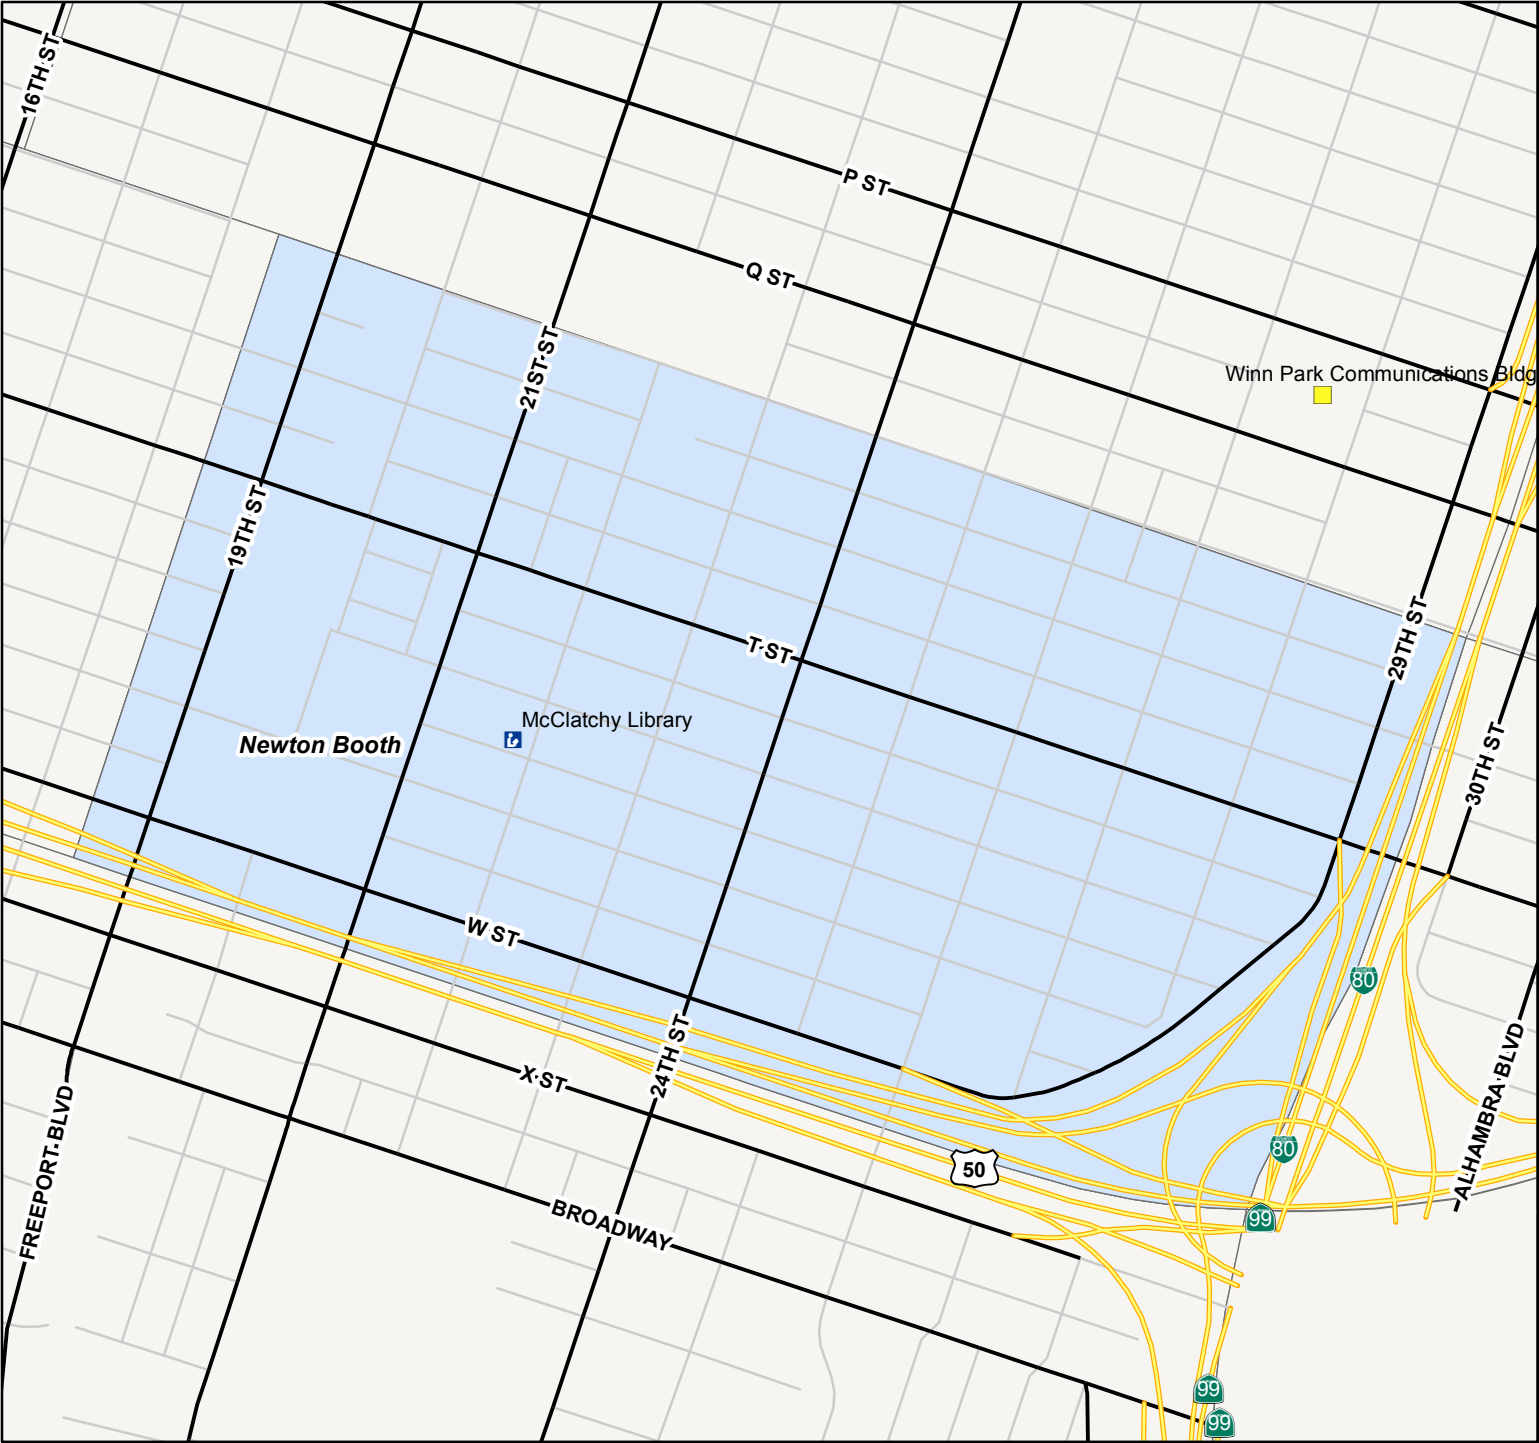 16TH ST
P ST
Q ST
21ST ST
Winn Park Communications Bldg
19TH ST
29TH ST
T ST
McClatchy Library
Newton Booth
30TH ST
W ST
80
24TH ST
X ST
ALHAMBRA BLVD
FREEPORT BLVD
80
50
99
BROADWAY
99
99